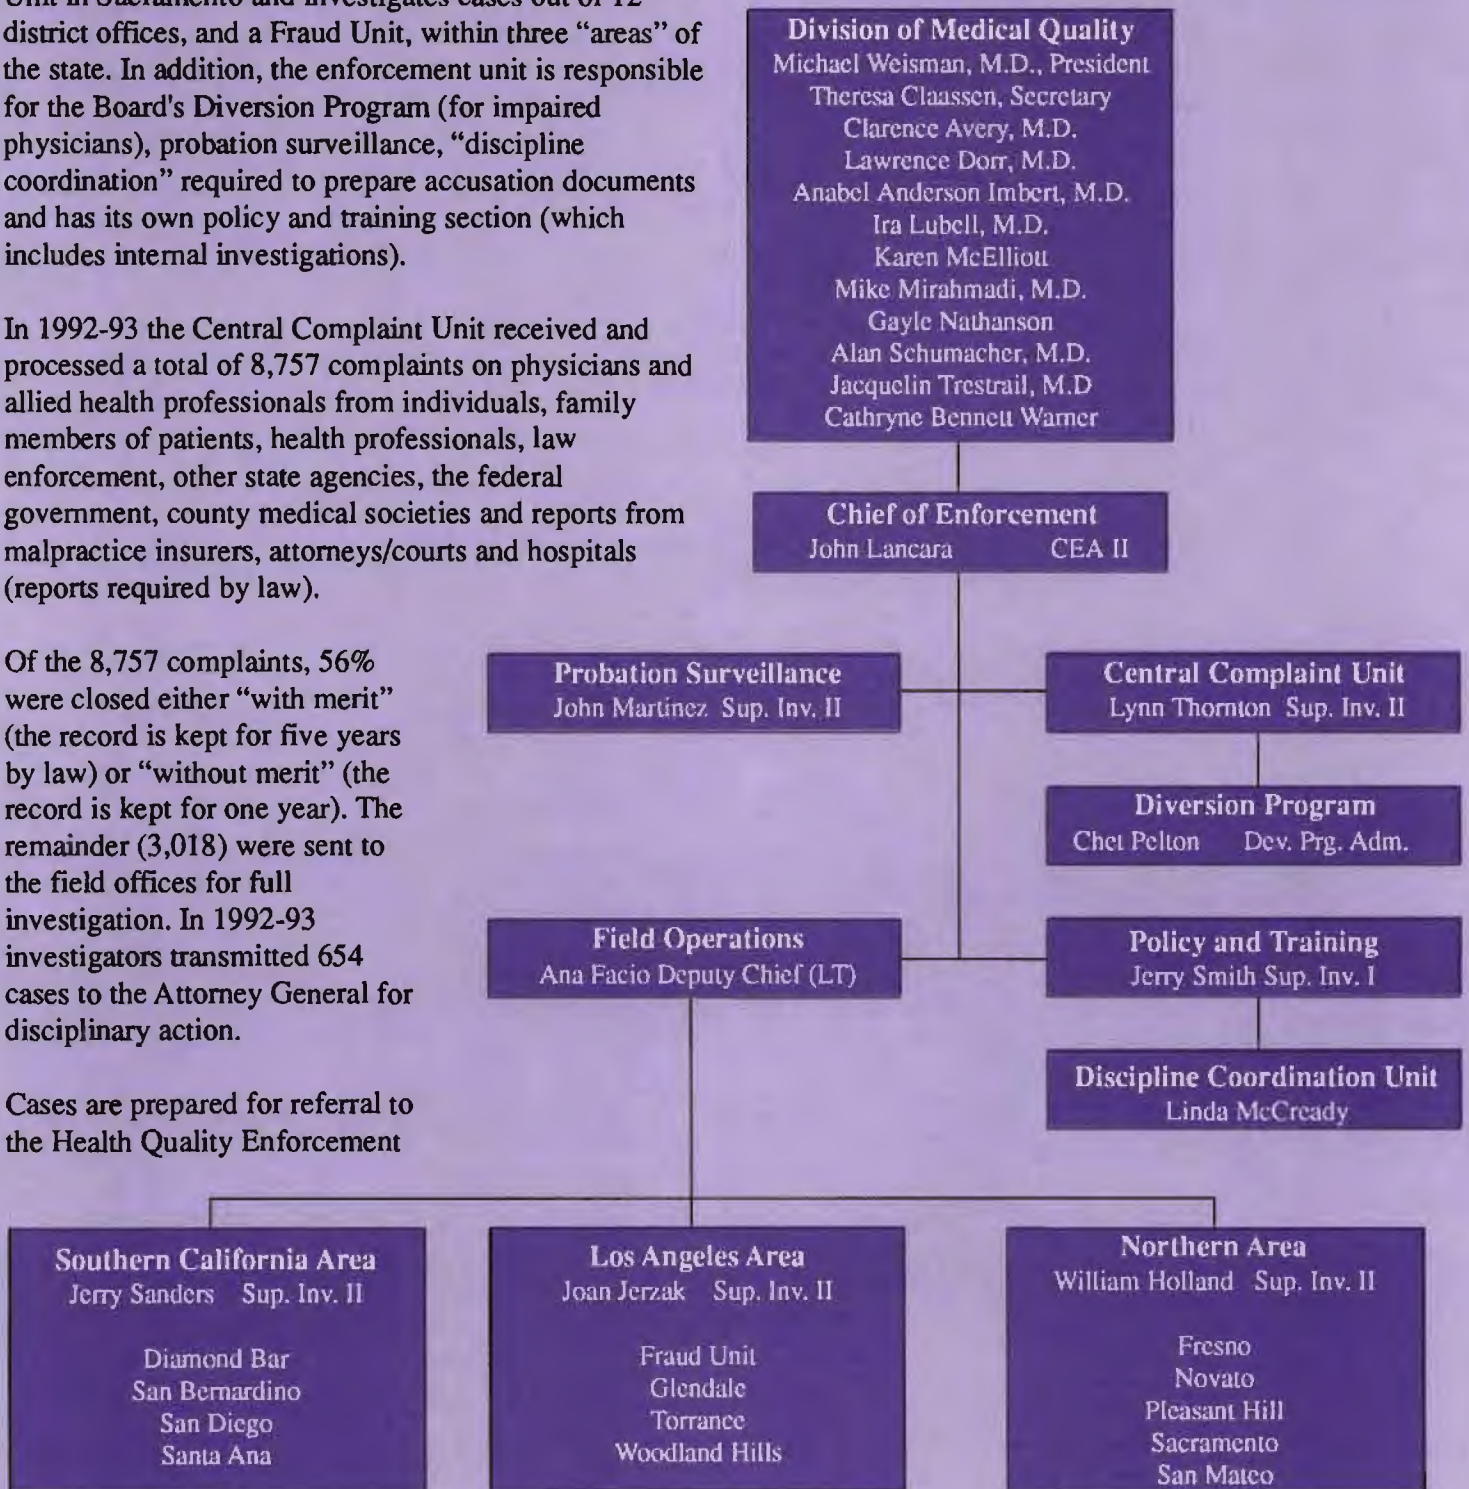 Unit in Sacramento and investigates cases out of 12
district offices, and a Fraud Unit, within three “areas” of
the state. In addition, the enforcement unit is responsible
for the Board's Diversion Program (for impaired
physicians), probation surveillance, “discipline
coordination” required to prepare accusation documents
and has its own policy and training section (which
includes internal investigations).
In 1992-93 the Central Complaint Unit received and
processed a total of 8,757 complaints on physicians and
allied health professionals from individuals, family
members of patients, health professionals, law
enforcement, other state agencies, the federal
government, county medical societies and reports from
malpractice insurers, attorneys/courts and hospitals
(reports required by law).
Of the 8,757 complaints, 56%
were closed either “with merit”
(the record is kept for five years
by law) or “without merit” (the
record is kept for one year). The
remainder (3,018) were sent to
the field offices for full
investigation. In 1992-93
investigators transmitted 654
cases to the Attorney General for
disciplinary action.
Cases are prepared for referral to
the Health Quality Enforcement
Division of Medical Quality
Michael Weisman, M.D., President
Theresa Claassen, Secretary
Clarence Avery, M.D.
Lawrence Dorr, M.D.
Anabel Anderson Imbert, M.D.
Ira Lubell, M.D.
Karen McElliott
Mike Mirahmadi, M.D.
Gayle Nathanson
Alan Schumacher, M.D.
Jacquelin Trestrail, M.D
Cathryne Bennett Warner
Chief of Enforcement
John Lancara CEA II
Probation Surveillance
John Martinez Sup. Inv. II
Central Complaint Unit
Lynn Thornton Sup. Inv. II
Diversion Program
Chet Pelton Dev. Prg. Adm.
Field Operations
Ana Facio Deputy Chief (LT)
Policy and Training
Jerry Smith Sup. Inv. I
Discipline Coordination Unit
Linda McCready
Southern California Area
Jerry Sanders Sup. Inv. II
Diamond Bar
San Bernardino
San Diego
Santa Ana
Los Angeles Area
Joan Jerzak Sup. Inv. II
Fraud Unit
Glendale
Torrance
Woodland Hills
Northern Area
William Holland Sup. Inv. II
Fresno
Novato
Pleasant Hill
Sacramento
San Mateo